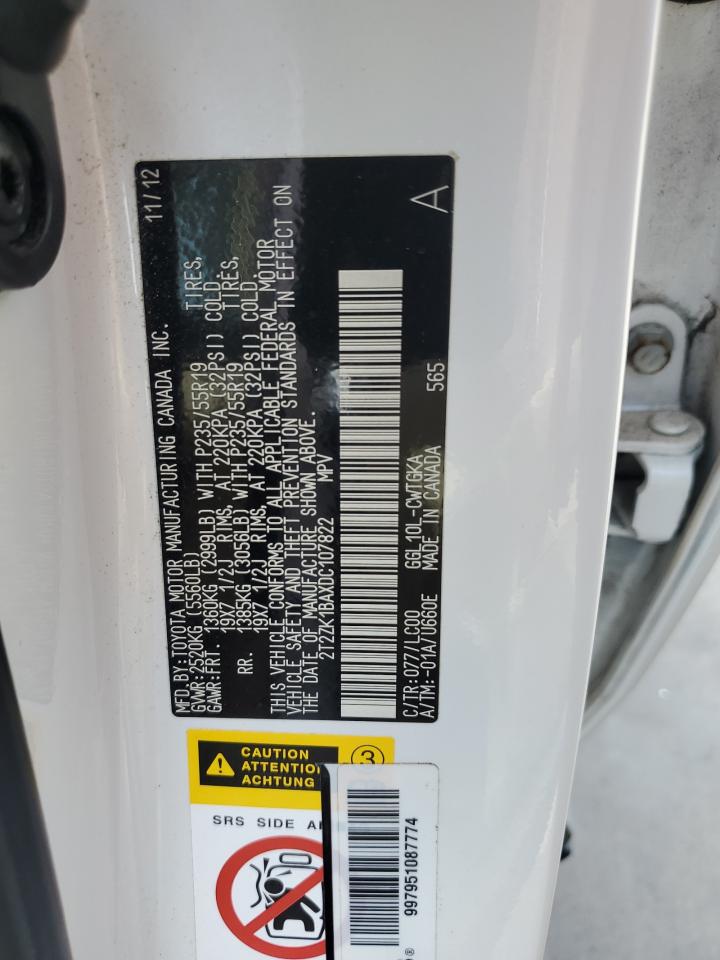 MFD.BY:TOYOTA MOTOR MANUFACTURING CANADA INC. 11/12
GVWR:2520KG (5560LB)
GAWR:FRT. 1360KG (2999LB) WITH P235/55R19 TIRES,
19X7 1/2J RIMS, AT 220KPA (32PSI) COLD.
RR. 1385KG (3056LB) WITH P235/55R19 TIRES,
19X7 1/2J RIMS, AT 220KPA (32PSI) COLD.
THIS VEHICLE CONFORMS TO ALL APPLICABLE FEDERAL MOTOR
VEHICLE SAFETY AND THEFT PREVENTION STANDARDS IN EFFECT ON
THE DATE OF MANUFACTURE SHOWN ABOVE.
2T2ZK1BAXDC107822 MPV
C/TR:077/LC00 GGL10L-CWTGKA 565 A
A/TM:-01A/U660E MADE IN CANADA
CAUTION
ATTENTION
ACHTUNG
3
SRS SIDE
997951087774